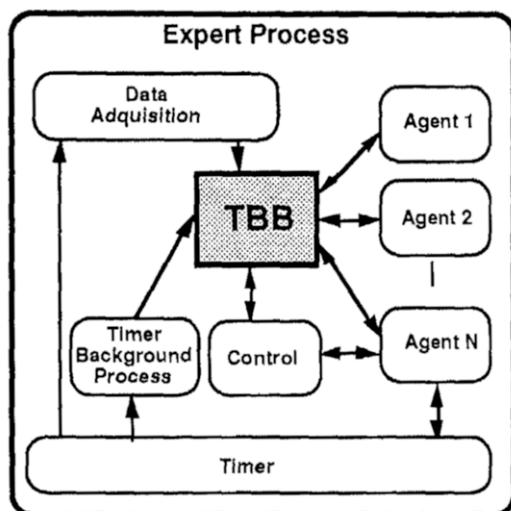 Expert Process
Data
Adquisition
Agent 1
TBB
Agent 2
Timer
Background
Process
Control
Agent N
Timer